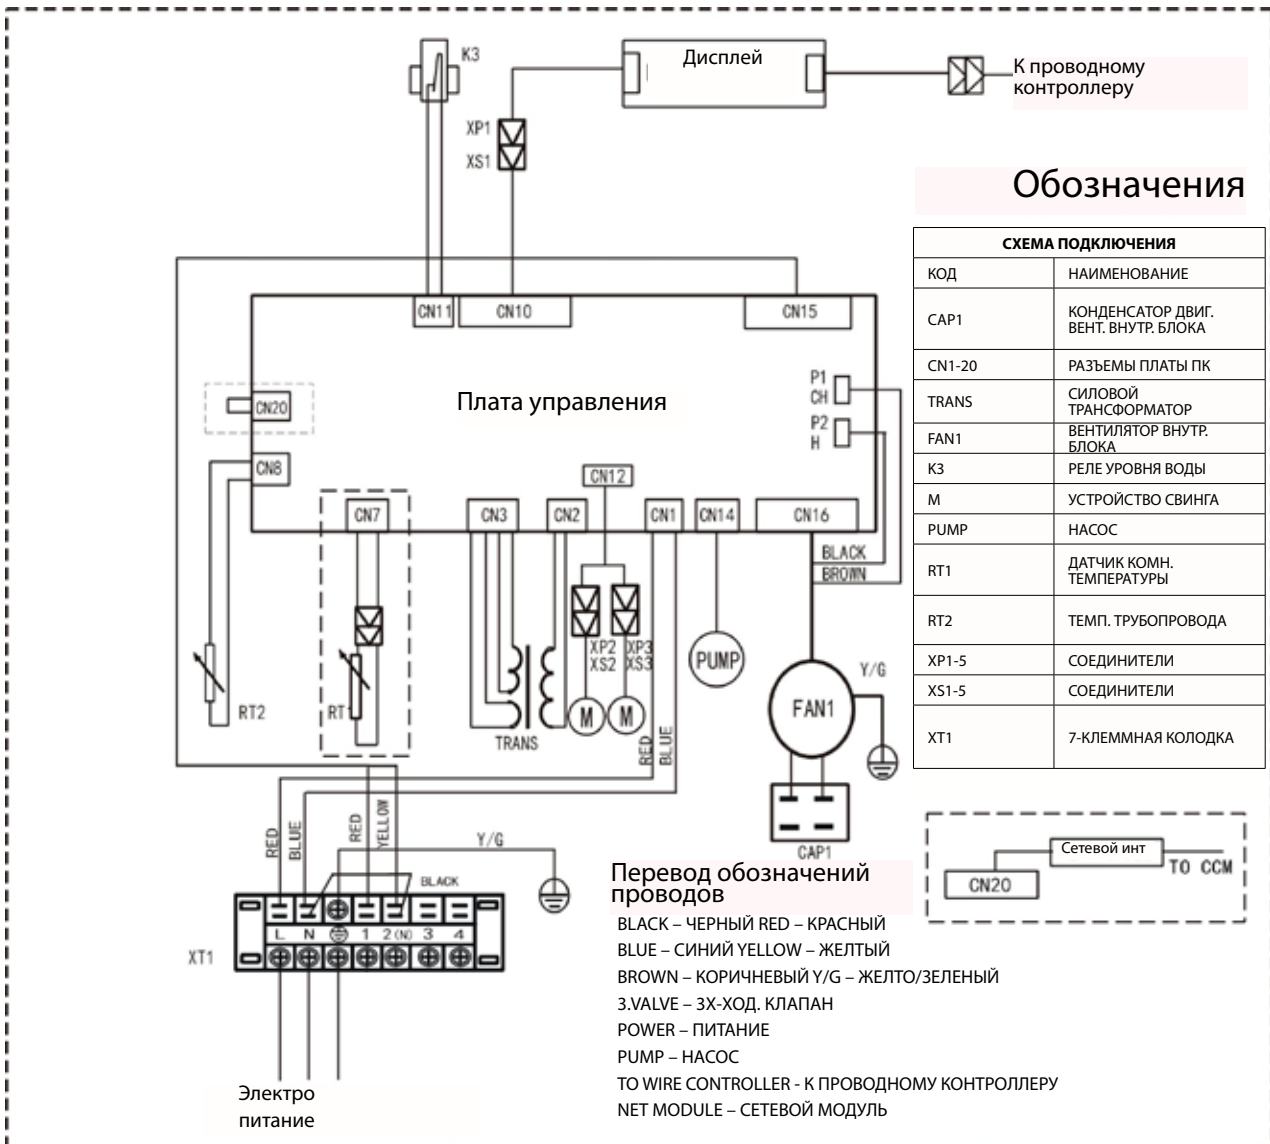 K3
Дисплей
К проводному
контроллеру
XP1
XS1
Обозначения
СХЕМА ПОДКЛЮЧЕНИЯ
КОД НАИМЕНОВАНИЕ
CAP1 КОНДЕНСАТОР ДВИГ.
ВЕНТ. ВНУТР. БЛОКА
CN1-20 РАЗЪЕМЫ ПЛАТЫ ПК
TRANS СИЛОВОЙ
ТРАНСФОРМАТОР
FAN1 ВЕНТИЛЯТОР ВНУТР.
БЛОКА
K3 РЕЛЕ УРОВНЯ ВОДЫ
M УСТРОЙСТВО СВИНГА
PUMP НАСОС
RT1 ДАТЧИК КОМН.
ТЕМПЕРАТУРЫ
RT2 ТЕМП. ТРУБОПРОВОДА
XP1-5 СОЕДИНИТЕЛИ
XS1-5 СОЕДИНИТЕЛИ
XT1 7-КЛЕММНАЯ КОЛОДКА
CN11 CN10 CN15
P1
CH
P2
H
CN20
Плата управления
CN8
CN12
CN7 CN3 CN2 CN1 CN14 CN16
BLACK
BROWN
XP2 XP3
XS2 XS3
PUMP
Y/G
RT2 RT1
M M
FAN1
TRANS
RED
BLUE
RED
BLUE
RED
YELLOW
Y/G
BLACK
CAP1
Сетевой инт
TO CCM
CN20
XT1
L N 1 2(N) 3 4
Электро
питание
Перевод обозначений
проводов
BLACK – ЧЕРНЫЙ RED – КРАСНЫЙ
BLUE – СИНИЙ YELLOW – ЖЕЛТЫЙ
BROWN – КОРИЧНЕВЫЙ Y/G – ЖЕЛТО/ЗЕЛЕНЫЙ
3.VALVE – 3Х-ХОД. КЛАПАН
POWER – ПИТАНИЕ
PUMP – НАСОС
TO WIRE CONTROLLER - К ПРОВОДНОМУ КОНТРОЛЛЕРУ
NET MODULE – СЕТЕВОЙ МОДУЛЬ